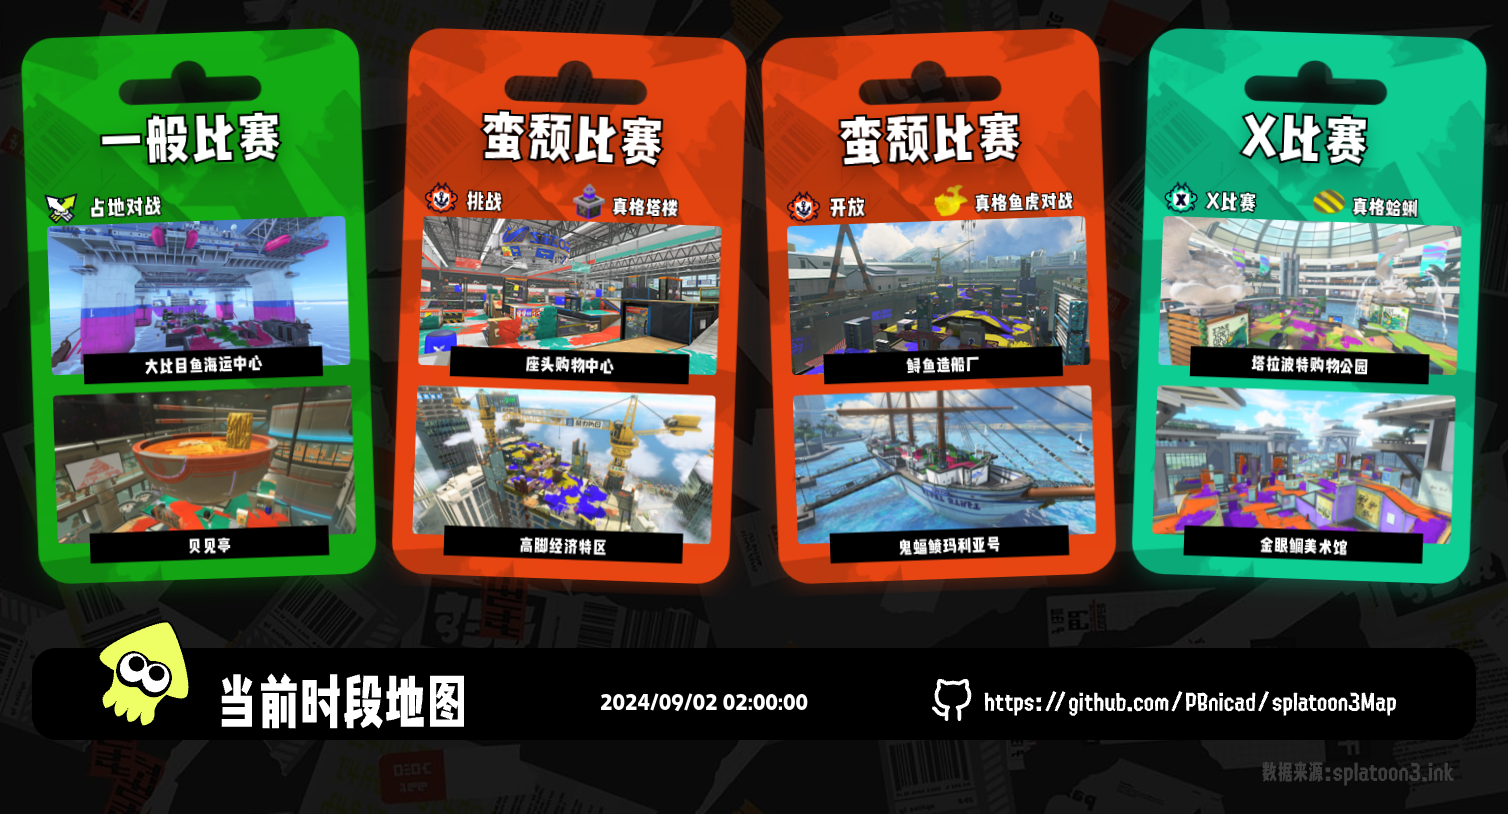 一般比赛
占地对战
大比目鱼海运中心
贝贝亭
蛮颓比赛
挑战
真格塔楼
座头购物中心
高脚经济特区
蛮颓比赛
开放
真格鱼虎对战
鲟鱼造船厂
鬼蝠鲼玛利亚号
X比赛
X比赛
真格蛤蜊
塔拉波特购物公园
金眼鲷美术馆
当前时段地图
2024/09/02 02:00:00
https://github.com/PBnicad/splatoon3Map
数据来源:splatoon3.ink